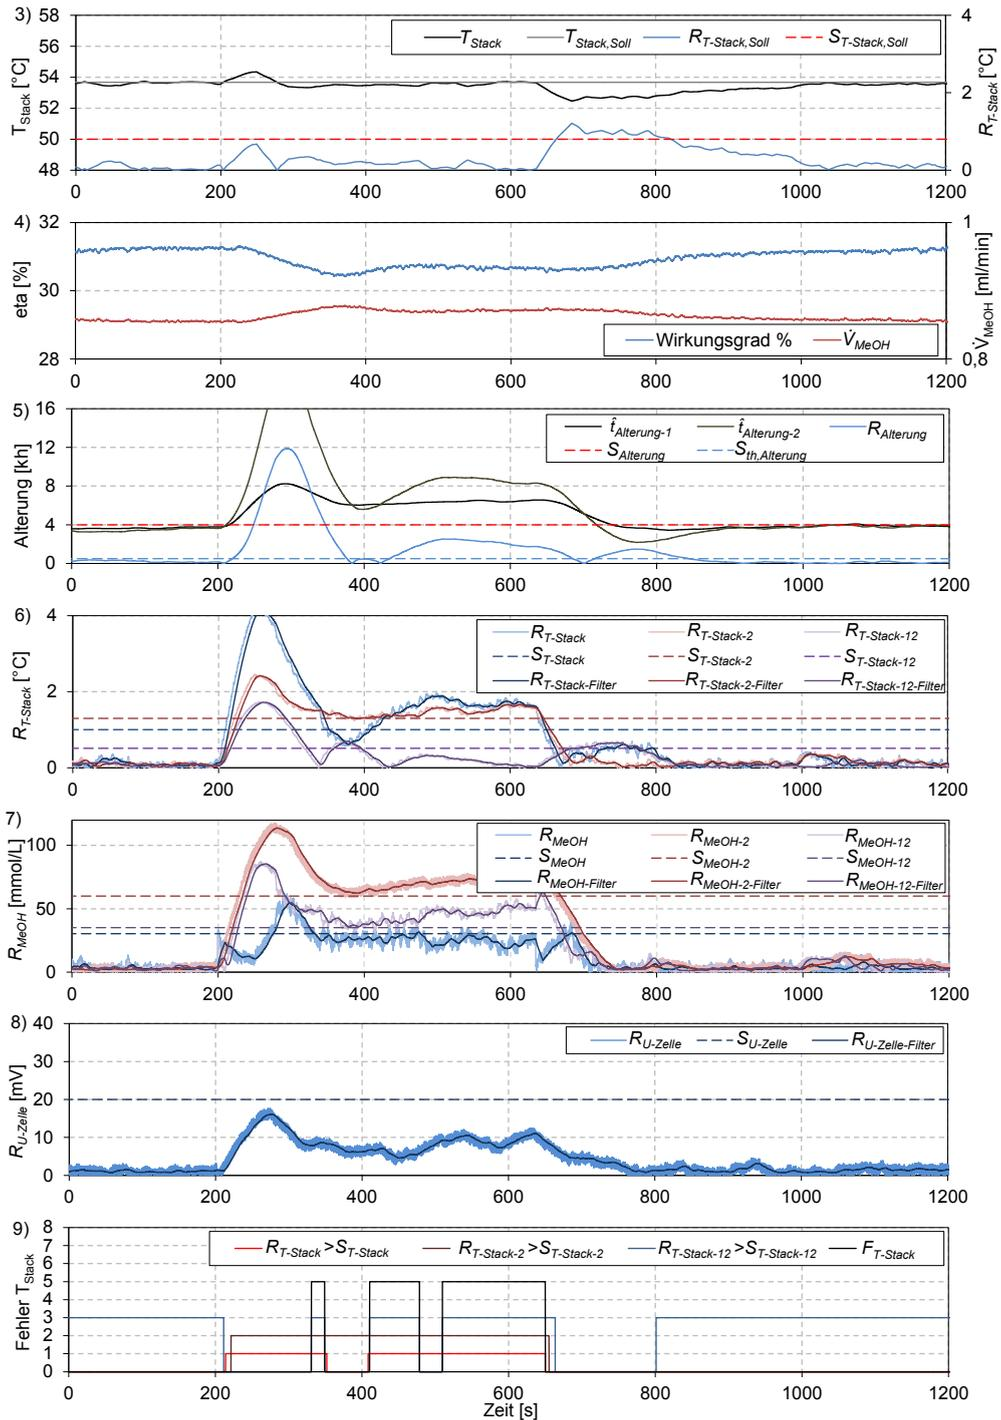 3) 58 4
T_Stack T_Stack,Soll R_T-Stack,Soll S_T-Stack,Soll
56
54
52 2
50
48 0
T_Stack [°C]
R_T-Stack [°C]
0 200 400 600 800 1000 1200
4) 32 1
30
28 0,8
eta [%]
V̇_MeOH [ml/min]
Wirkungsgrad % V̇_MeOH
0 200 400 600 800 1000 1200
5) 16
12
8
4
0
Alterung [kh]
t̂_Alterung-1 t̂_Alterung-2 R_Alterung
S_Alterung S_th,Alterung
0 200 400 600 800 1000 1200
6) 4
2
0
R_T-Stack [°C]
R_T-Stack R_T-Stack-2 R_T-Stack-12
S_T-Stack S_T-Stack-2 S_T-Stack-12
R_T-Stack-Filter R_T-Stack-2-Filter R_T-Stack-12-Filter
0 200 400 600 800 1000 1200
7)
100
50
0
R_MeOH [mmol/L]
R_MeOH R_MeOH-2 R_MeOH-12
S_MeOH S_MeOH-2 S_MeOH-12
R_MeOH-Filter R_MeOH-2-Filter R_MeOH-12-Filter
0 200 400 600 800 1000 1200
8) 40
30
20
10
0
R_U-Zelle [mV]
R_U-Zelle S_U-Zelle R_U-Zelle-Filter
0 200 400 600 800 1000 1200
9) 8
7
6
5
4
3
2
1
0
Fehler T_Stack
R_T-Stack >S_T-Stack R_T-Stack-2 >S_T-Stack-2 R_T-Stack-12 >S_T-Stack-12 F_T-Stack
0 200 400 600 800 1000 1200
Zeit [s]